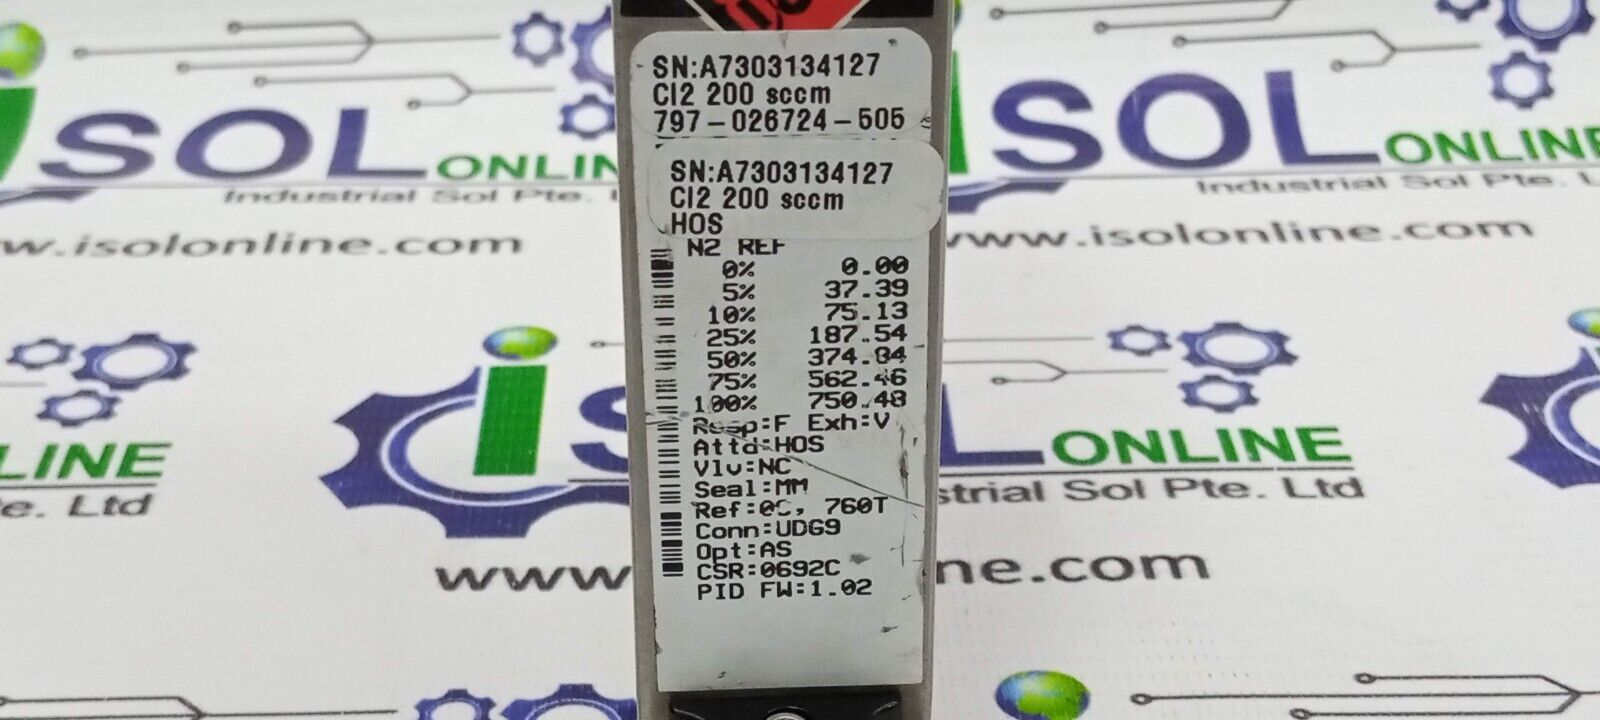 SN:A7303134127
Cl2 200 sccm
797-026724-505
SN:A7303134127
Cl2 200 sccm
HOS
N2 REF
0% 0.00
5% 37.39
10% 75.13
25% 187.54
50% 374.84
75% 562.46
100% 750.48
Resp:F Exh:V
Attd:HOS
Vlv:NC
Seal:MM
Ref:0C, 760T
Conn:UDG9
Opt:AS
CSR:0692C
PID FW:1.02
iSOL ONLINE
Industrial Sol Pte.
w.isolonline.com
iSOL ONLINE
Industrial Sol Pte.
www.isolonline.com
ONLINE
e. Ltd
i ONLINE
strial Sol Pte. Ltd
www ne.com